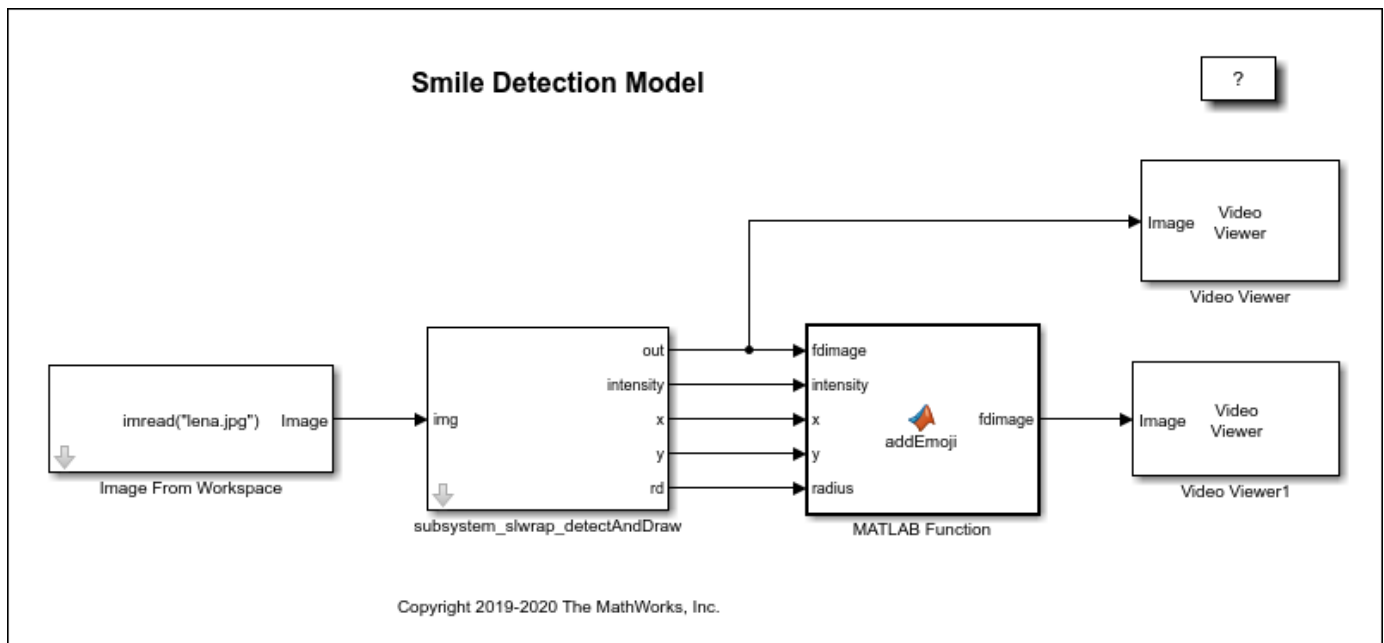 Smile Detection Model
?
Image
Video
Viewer
Video Viewer
imread("lena.jpg")
Image
Image From Workspace
img
out
intensity
x
y
rd
subsystem_slwrap_detectAndDraw
fdimage
intensity
x
y
radius
addEmoji
fdimage
MATLAB Function
Image
Video
Viewer
Video Viewer1
Copyright 2019-2020 The MathWorks, Inc.